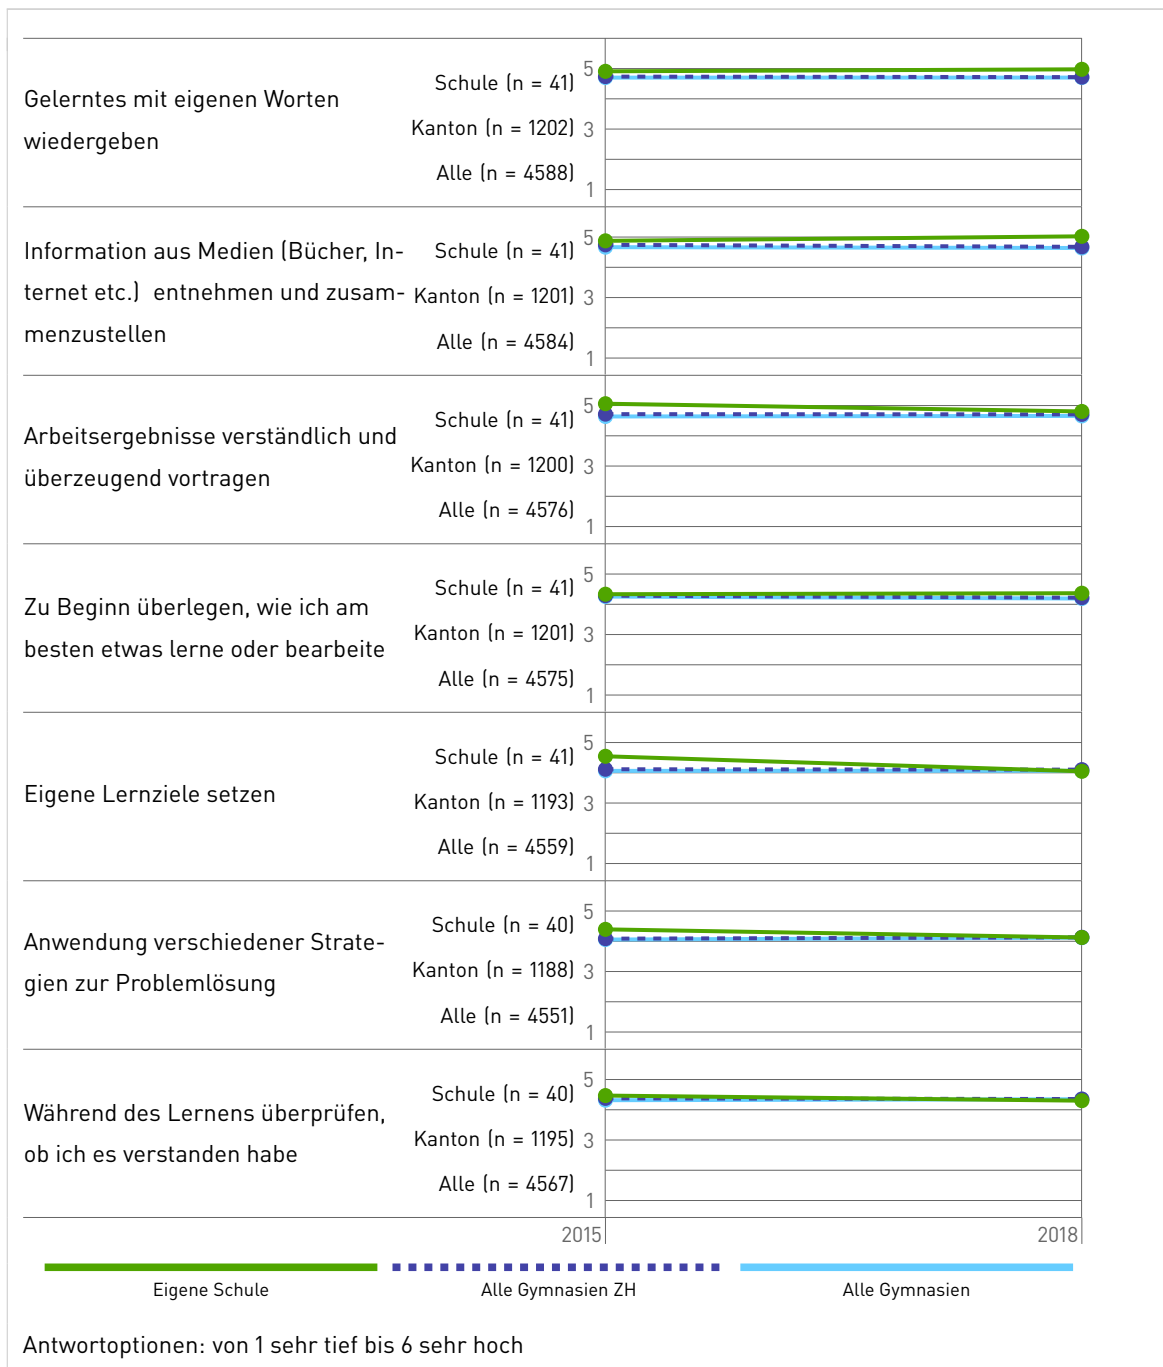 Gelerntes mit eigenen Worten
wiedergeben
Schule (n = 41)
Kanton (n = 1202)
Alle (n = 4588)
5
3
1
Information aus Medien (Bücher, In-
ternet etc.) entnehmen und zusam-
menzustellen
Schule (n = 41)
Kanton (n = 1201)
Alle (n = 4584)
5
3
1
Arbeitsergebnisse verständlich und
überzeugend vortragen
Schule (n = 41)
Kanton (n = 1200)
Alle (n = 4576)
5
3
1
Zu Beginn überlegen, wie ich am
besten etwas lerne oder bearbeite
Schule (n = 41)
Kanton (n = 1201)
Alle (n = 4575)
5
3
1
Eigene Lernziele setzen
Schule (n = 41)
Kanton (n = 1193)
Alle (n = 4559)
5
3
1
Anwendung verschiedener Strate-
gien zur Problemlösung
Schule (n = 40)
Kanton (n = 1188)
Alle (n = 4551)
5
3
1
Während des Lernens überprüfen,
ob ich es verstanden habe
Schule (n = 40)
Kanton (n = 1195)
Alle (n = 4567)
5
3
1
2015 2018
Eigene Schule Alle Gymnasien ZH Alle Gymnasien
Antwortoptionen: von 1 sehr tief bis 6 sehr hoch